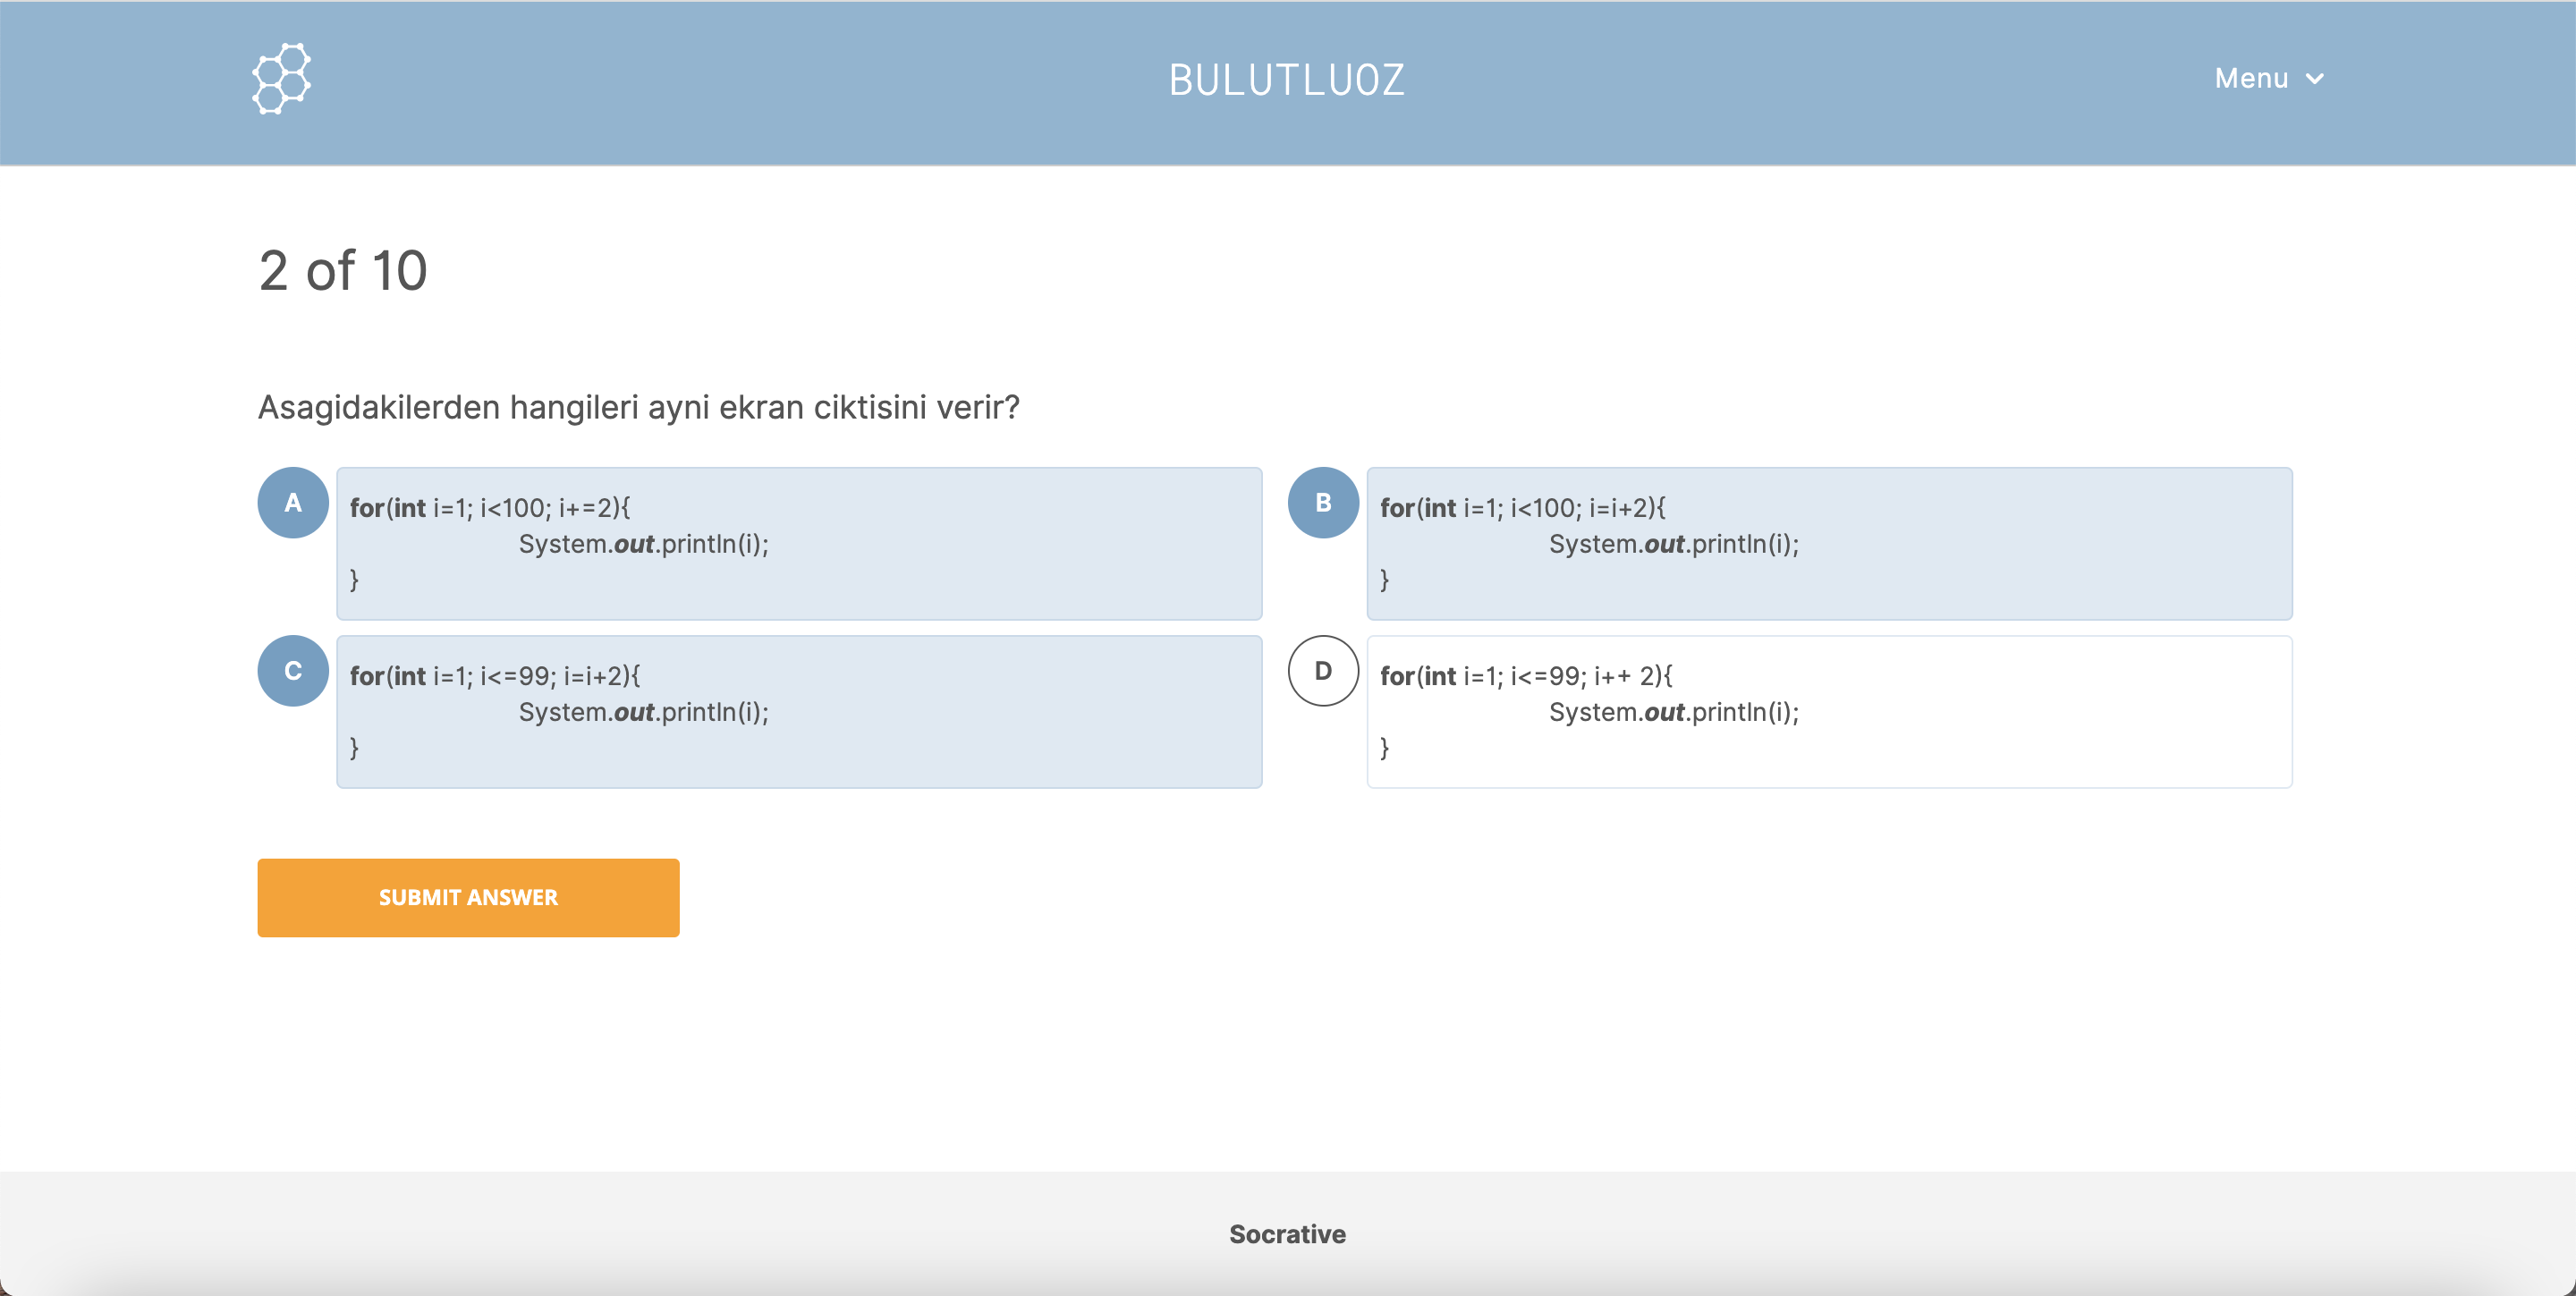 BULUTLUOZ
Menu
2 of 10
Asagidakilerden hangileri ayni ekran ciktisini verir?
A
for(int i=1; i<100; i+=2){
System.out.println(i);
}
B
for(int i=1; i<100; i=i+2){
System.out.println(i);
}
C
for(int i=1; i<=99; i=i+2){
System.out.println(i);
}
D
for(int i=1; i<=99; i++ 2){
System.out.println(i);
}
SUBMIT ANSWER
Socrative